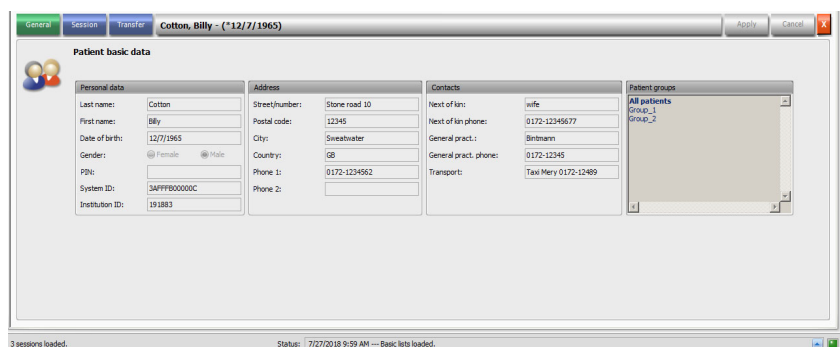 General Session Transfer Cotton, Billy - (*12/7/1965) Apply Cancel X
Patient basic data
Personal data
Last name: Cotton
First name: Billy
Date of birth: 12/7/1965
Gender: Female Male
PIN:
System ID: 3AFFFB00000C
Institution ID: 191883
Address
Street/number: Stone road 10
Postal code: 12345
City: Sweatwater
Country: GB
Phone 1: 0172-1234562
Phone 2:
Contacts
Next of kin: wife
Next of kin phone: 0172-12345677
General pract.: Bintmann
General pract. phone: 0172-12345
Transport: Taxi Mery 0172-12489
Patient groups
All patients
Group_1
Group_2
3 sessions loaded. Status: 7/27/2018 9:59 AM --- Basic lists loaded.